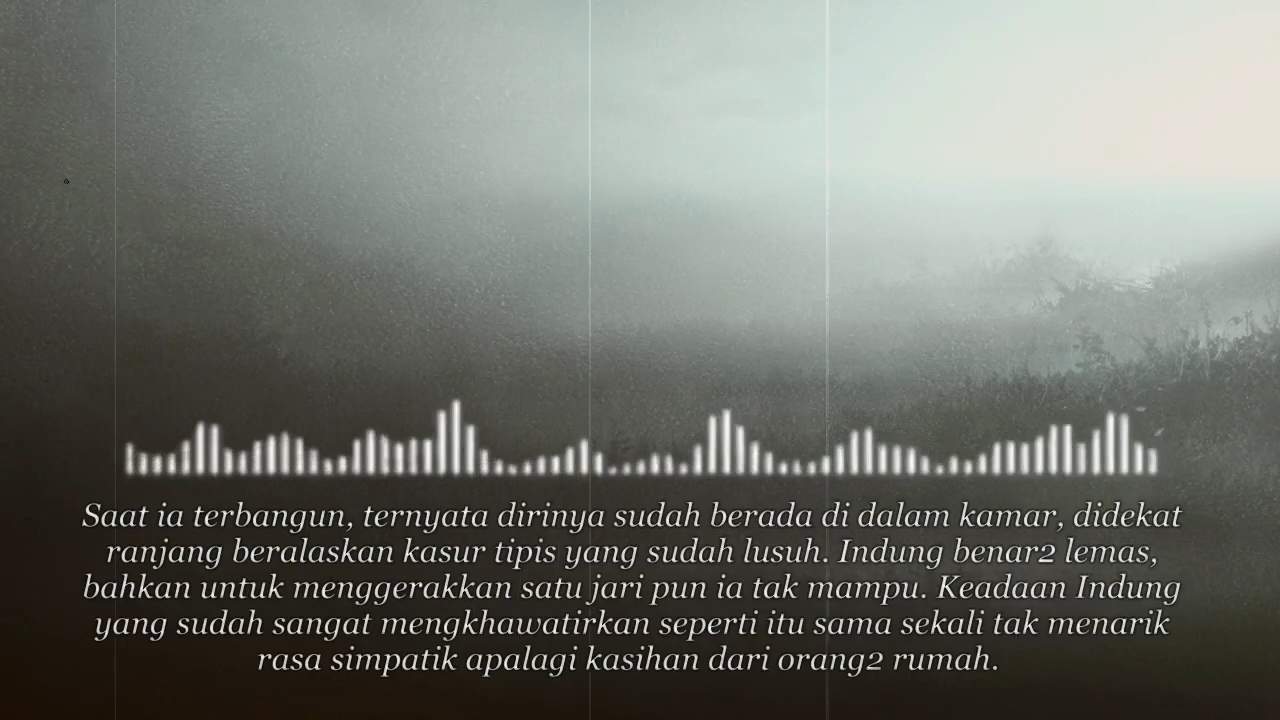 Saat ia terbangun, ternyata dirinya sudah berada di dalam kamar, didekat
ranjang beralaskan kasur tipis yang sudah lusuh. Indung benar2 lemas,
bahkan untuk menggerakkan satu jari pun ia tak mampu. Keadaan Indung
yang sudah sangat mengkhawatirkan seperti itu sama sekali tak menarik
rasa simpatik apalagi kasihan dari orang2 rumah.